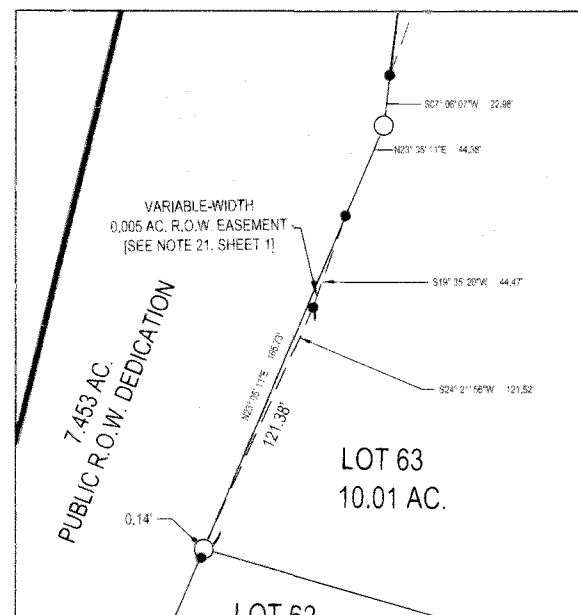 S07° 06' 07"W 22.98'
N23° 35' 11"E 44.38'
VARIABLE-WIDTH
0.005 AC. R.O.W. EASEMENT
[SEE NOTE 21, SHEET 1]
S19° 35' 20"W 44.47'
7.453 AC.
PUBLIC R.O.W. DEDICATION
165.73'
121.38'
S24° 21' 56"W 121.52'
LOT 63
10.01 AC.
0.14'
LOT 62